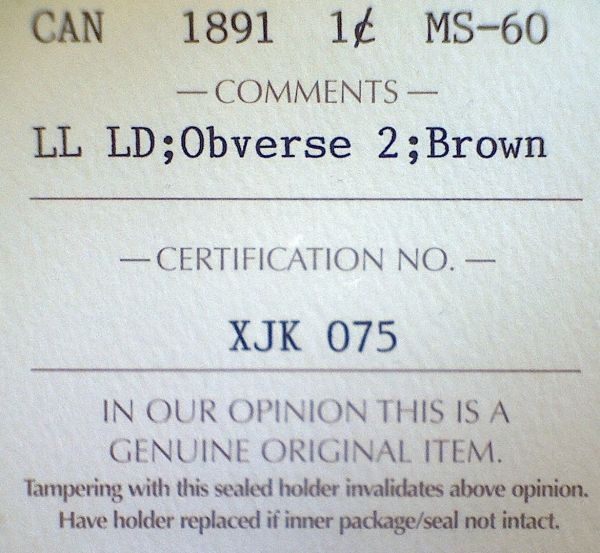 CAN 1891 1¢ MS-60
— COMMENTS —
LL LD;Obverse 2;Brown
— CERTIFICATION NO. —
XJK 075
IN OUR OPINION THIS IS A
GENUINE ORIGINAL ITEM.
Tampering with this sealed holder invalidates above opinion.
Have holder replaced if inner package/seal not intact.